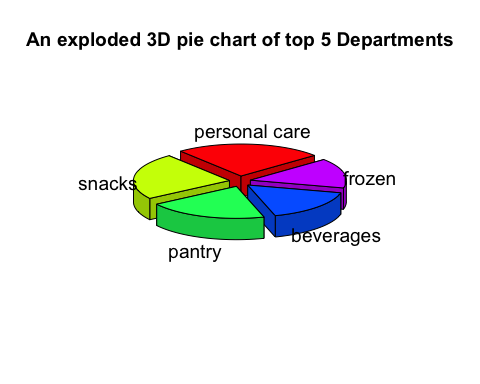 An exploded 3D pie chart of top 5 Departments
personal care
frozen
snacks
beverages
pantry